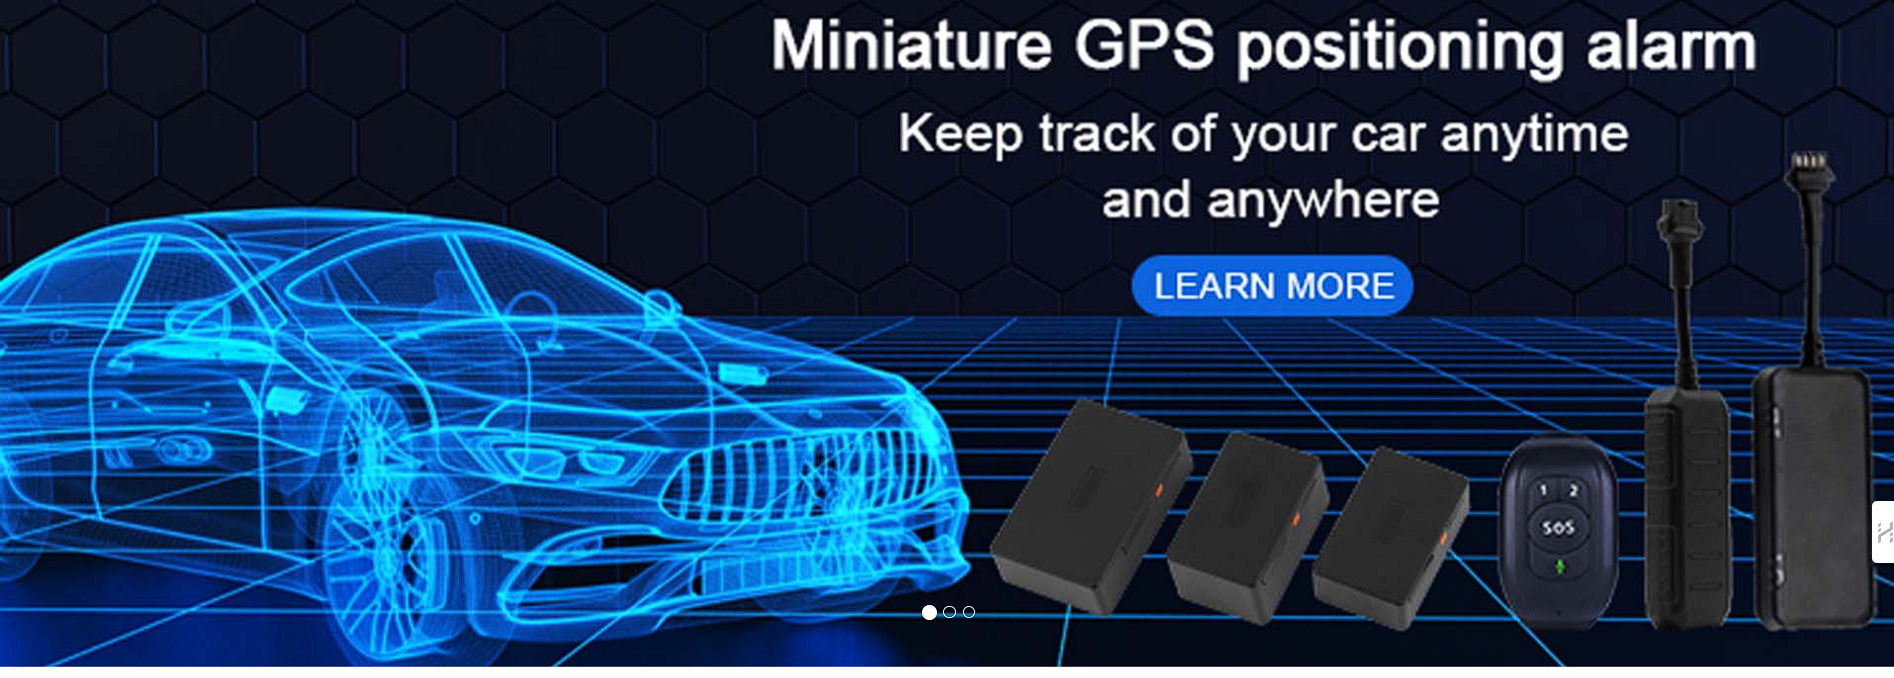 Miniature GPS positioning alarm
Keep track of your car anytime
and anywhere
LEARN MORE
1 2
SOS